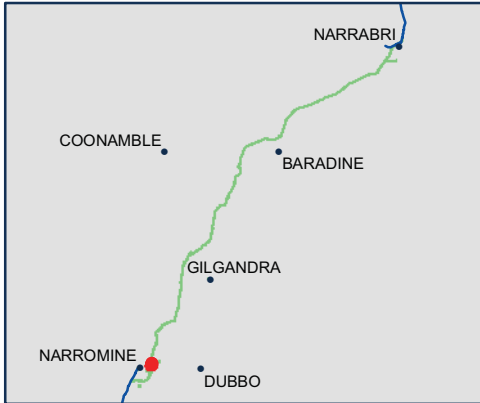 NARRABRI
COONAMBLE
BARADINE
GILGANDRA
NARROMINE
DUBBO